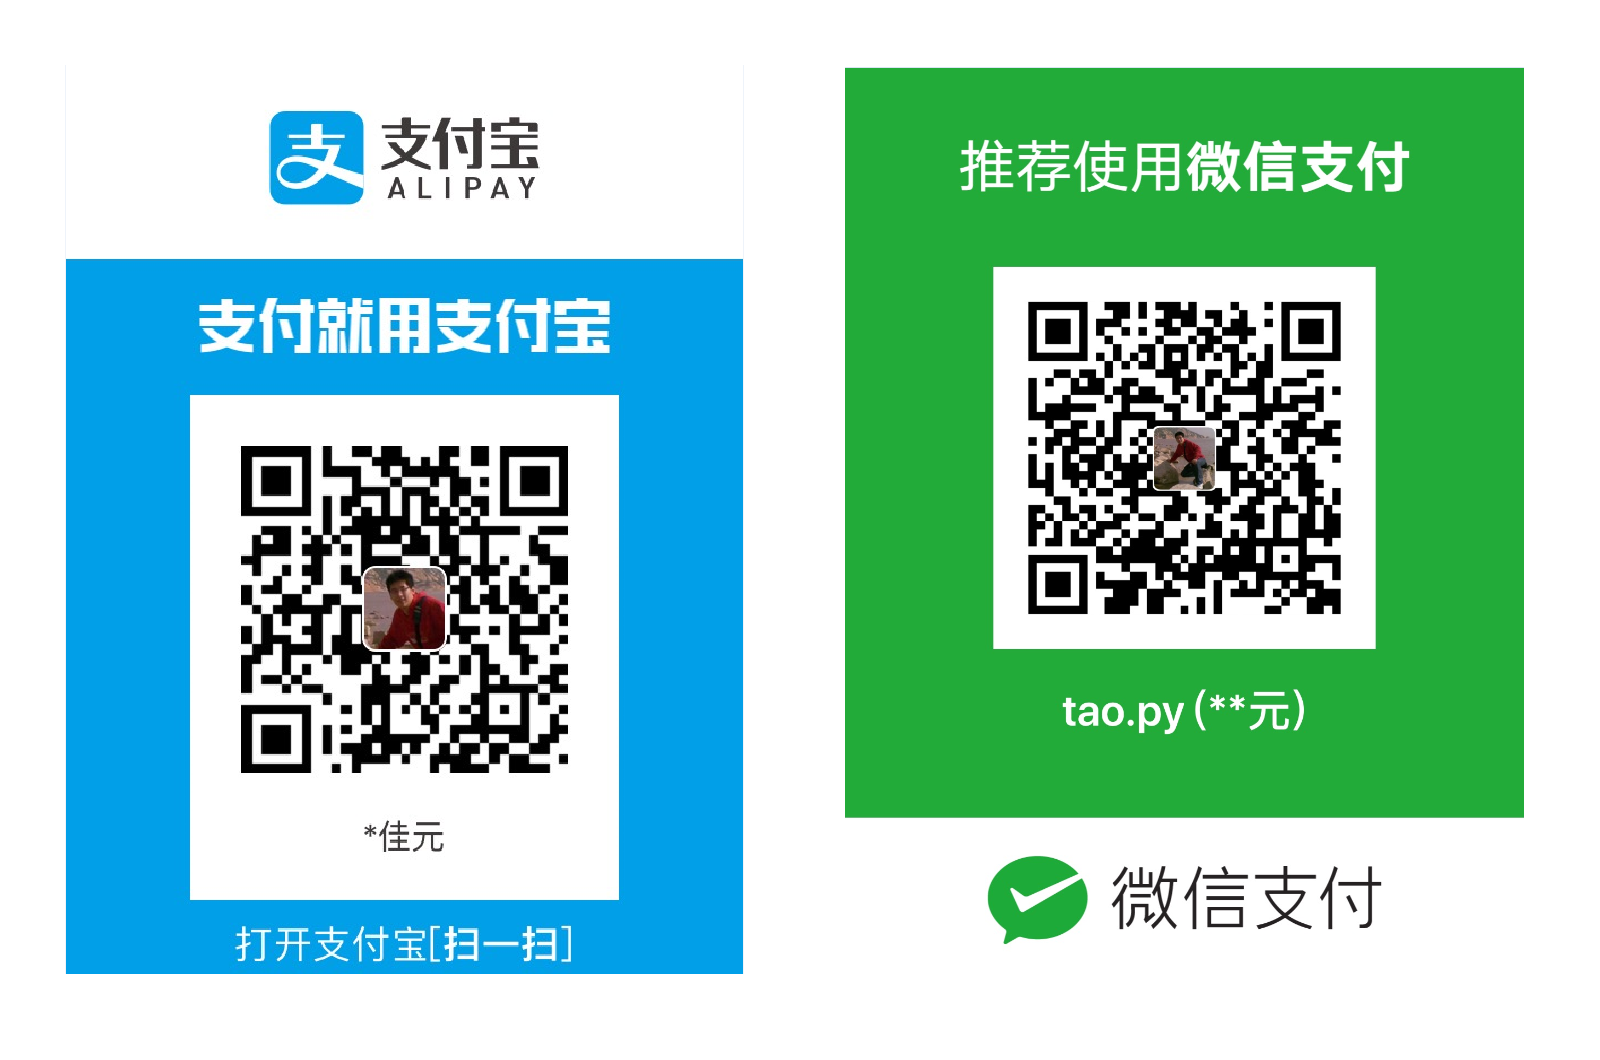 支
支付宝
ALIPAY
支付就用支付宝
*佳元
打开支付宝[扫一扫]
推荐使用微信支付
tao.py (**元)
微信支付